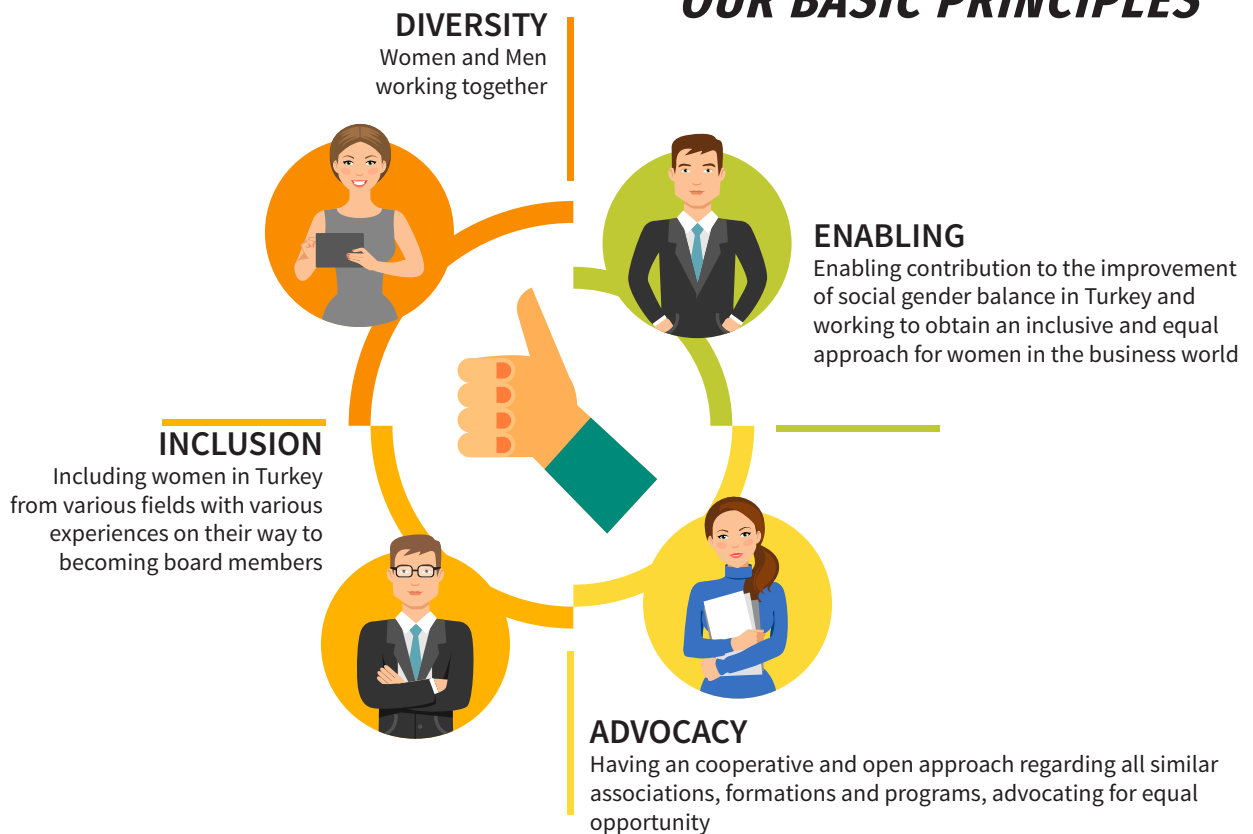 OUR BASIC PRINCIPLES
DIVERSITY
Women and Men
working together
ENABLING
Enabling contribution to the improvement
of social gender balance in Turkey and
working to obtain an inclusive and equal
approach for women in the business world
INCLUSION
Including women in Turkey
from various fields with various
experiences on their way to
becoming board members
ADVOCACY
Having an cooperative and open approach regarding all similar
associations, formations and programs, advocating for equal
opportunity